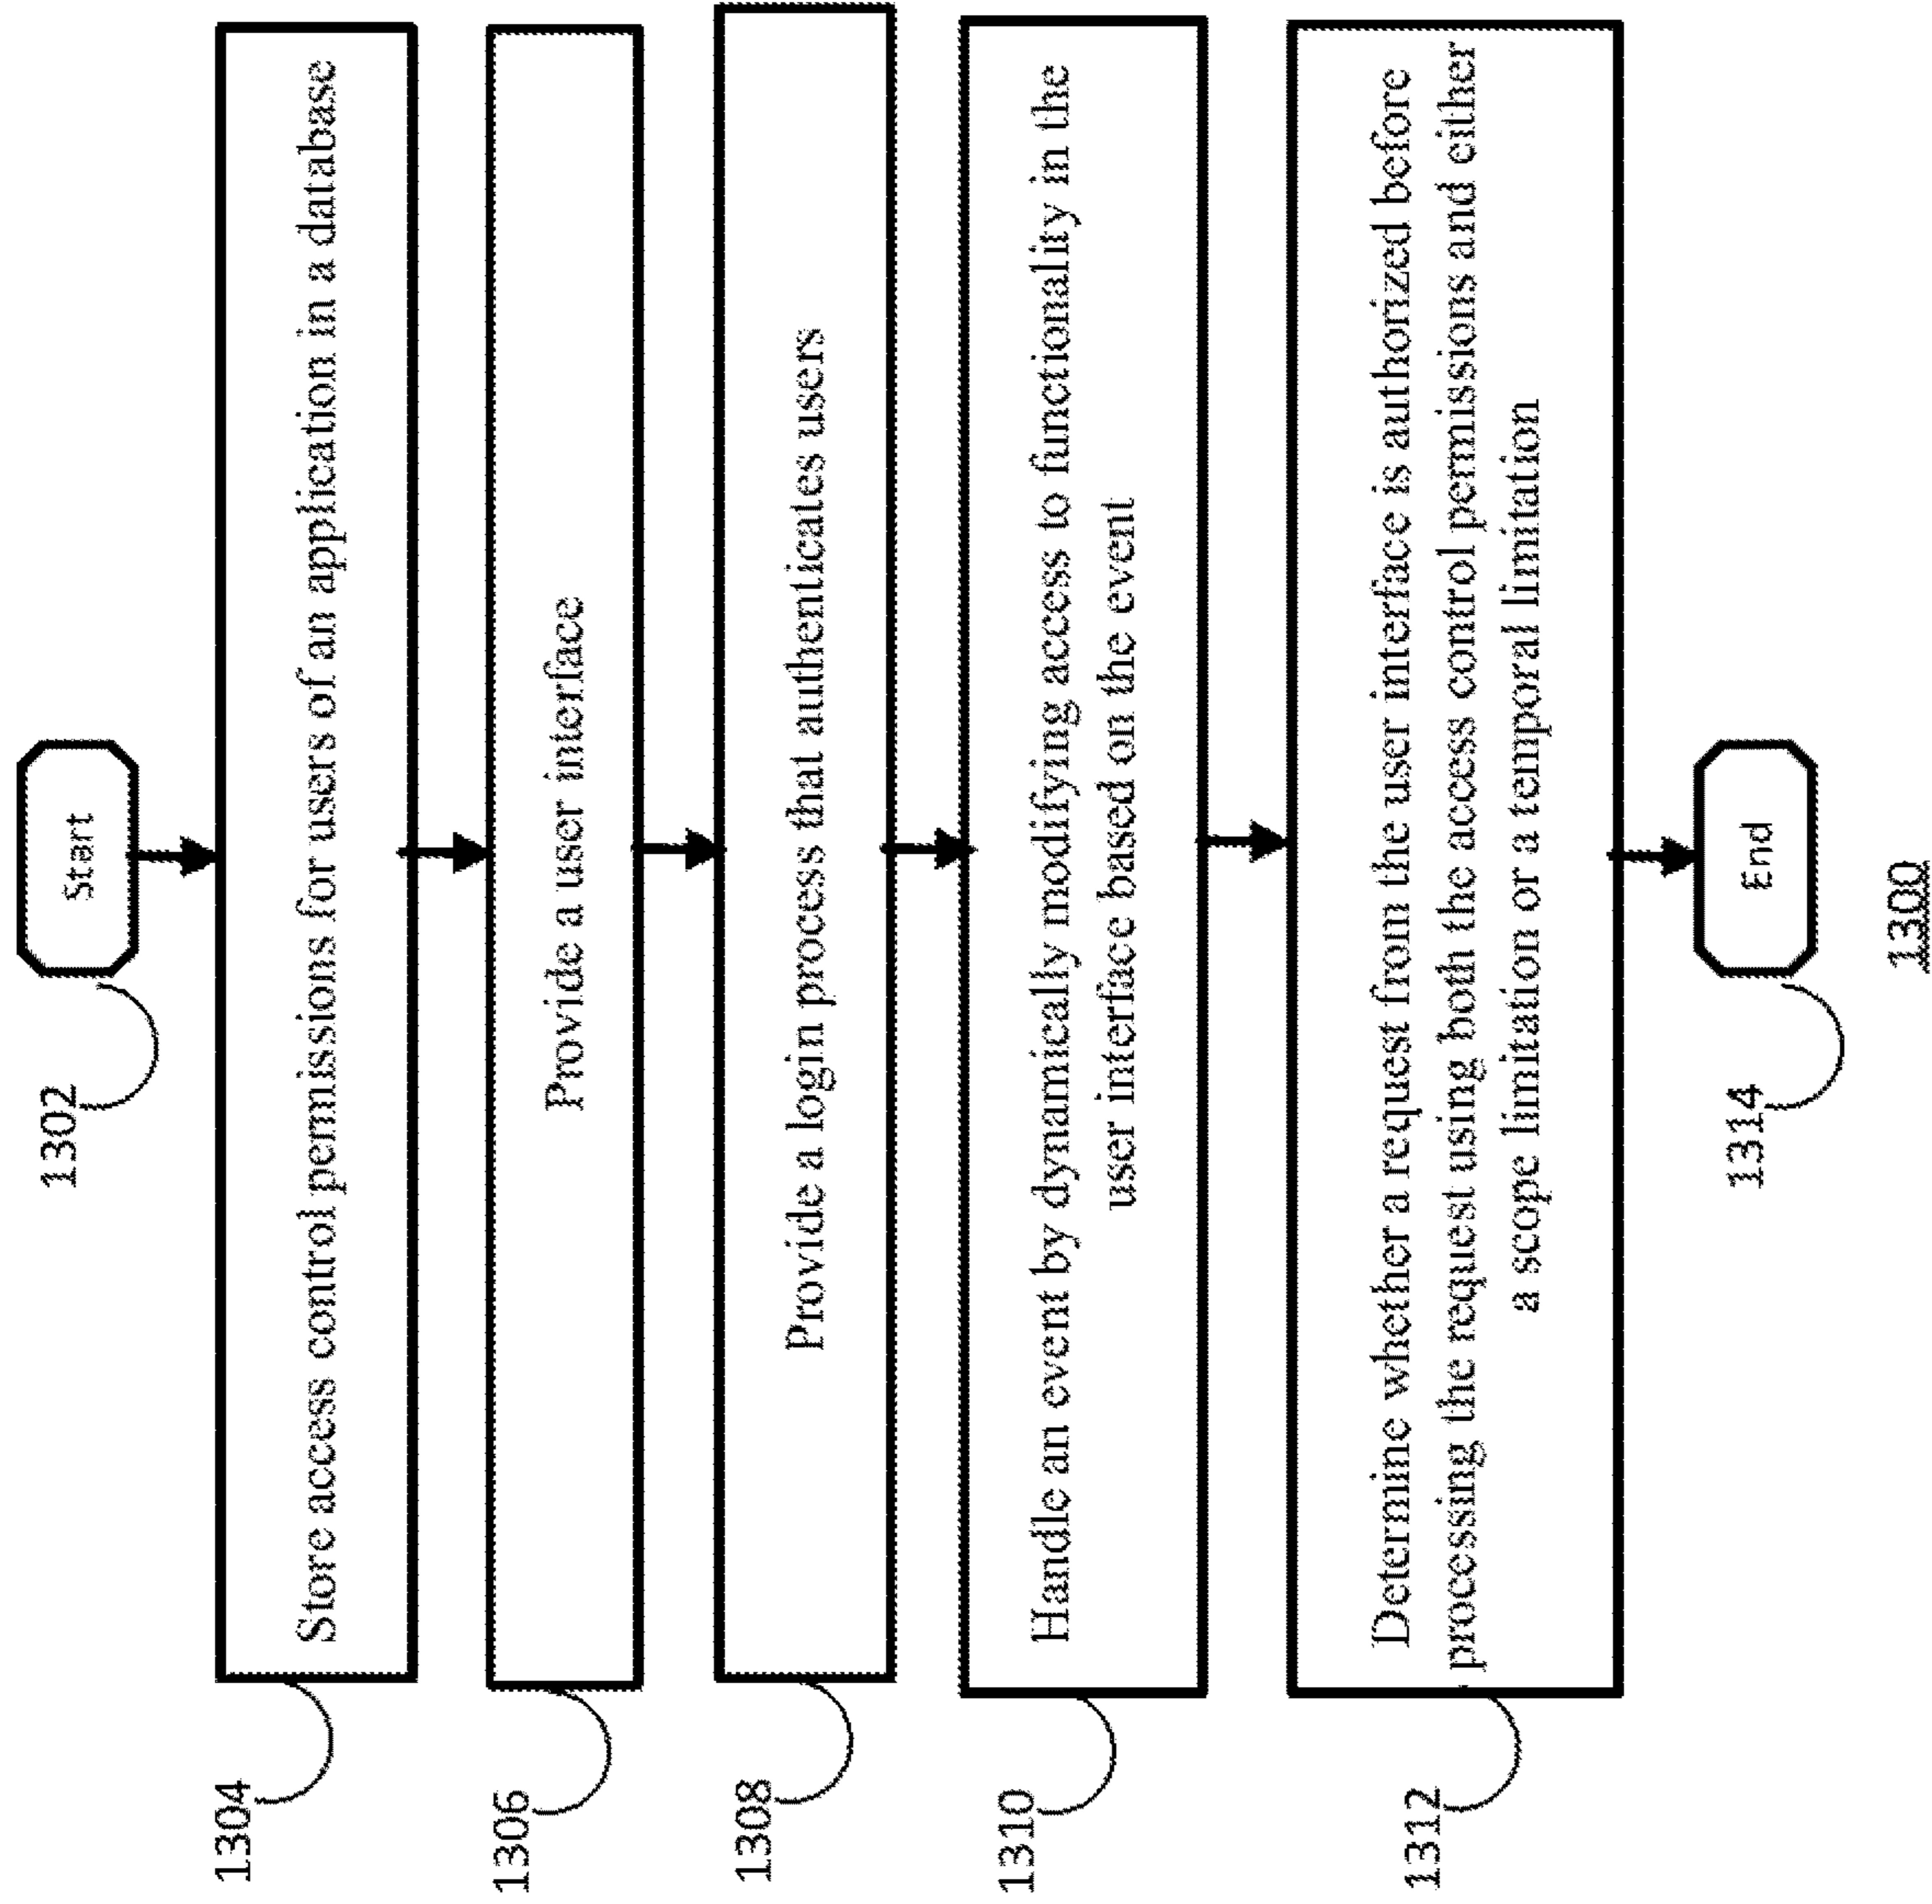 Start
1302
Store access control permissions for users of an application in a database
1304
Provide a user interface
1306
Provide a login process that authenticates users
1308
Handle an event by dynamically modifying access to functionality in the
user interface based on the event
1310
Determine whether a request from the user interface is authorized before
processing the request using both the access control permissions and either
a scope limitation or a temporal limitation
1312
End
1314
1300